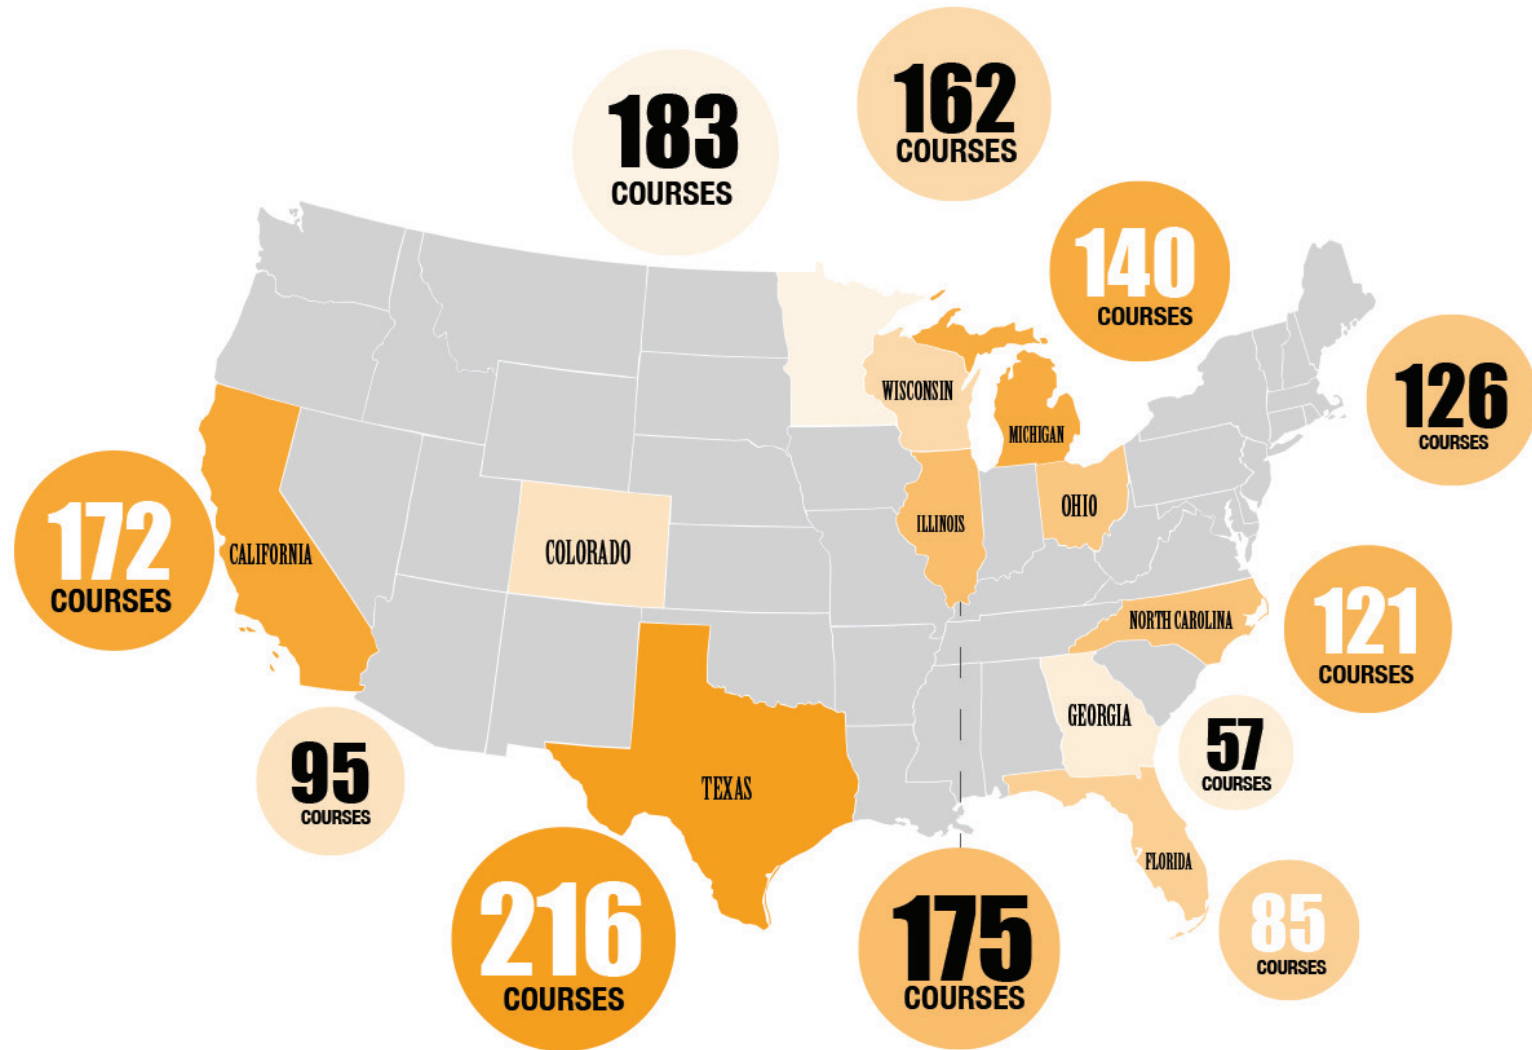 162
COURSES
183
COURSES
140
COURSES
126
COURSES
WISCONSIN
MICHIGAN
172
COURSES
CALIFORNIA
COLORADO
ILLINOIS
OHIO
NORTH CAROLINA
121
COURSES
GEORGIA
57
COURSES
95
COURSES
TEXAS
FLORIDA
216
COURSES
175
COURSES
85
COURSES